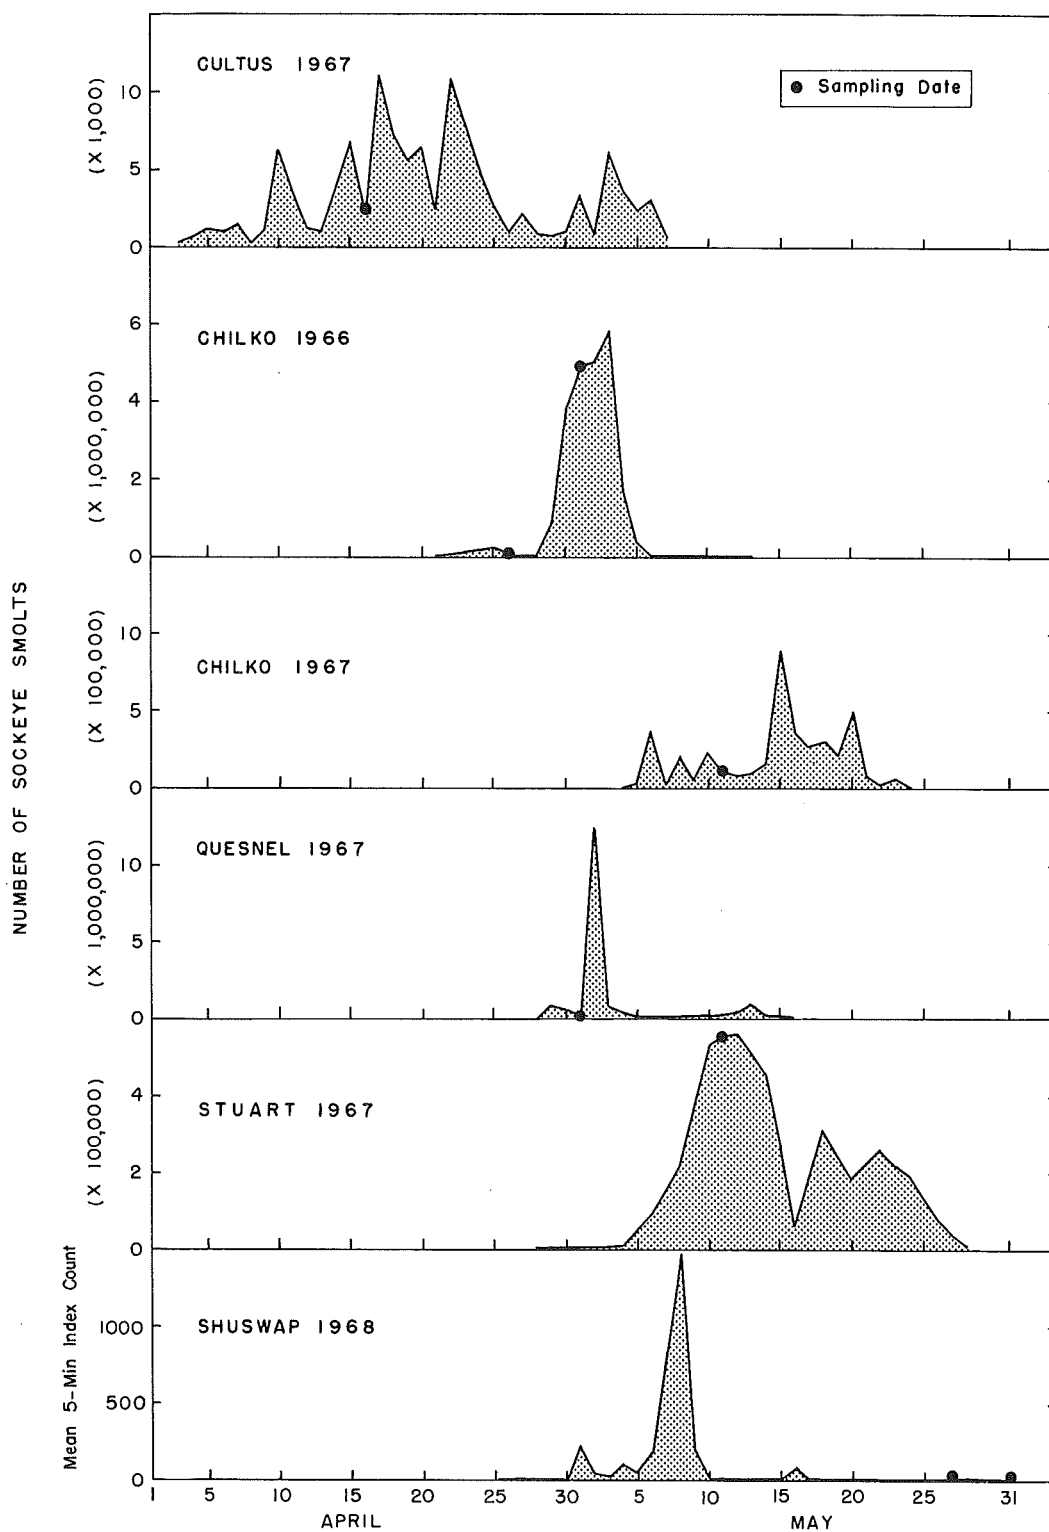 NUMBER OF SOCKEYE SMOLTS
CULTUS 1967
● Sampling Date
(X 1,000)
10
5
0
CHILKO 1966
(X 1,000,000)
6
4
2
0
CHILKO 1967
(X 100,000)
10
5
0
QUESNEL 1967
(X 1,000,000)
10
5
0
STUART 1967
(X 100,000)
4
2
0
SHUSWAP 1968
Mean 5-Min Index Count
1000
500
0
1 5 10 15 20 25 30 5 10 15 20 25 31
APRIL MAY